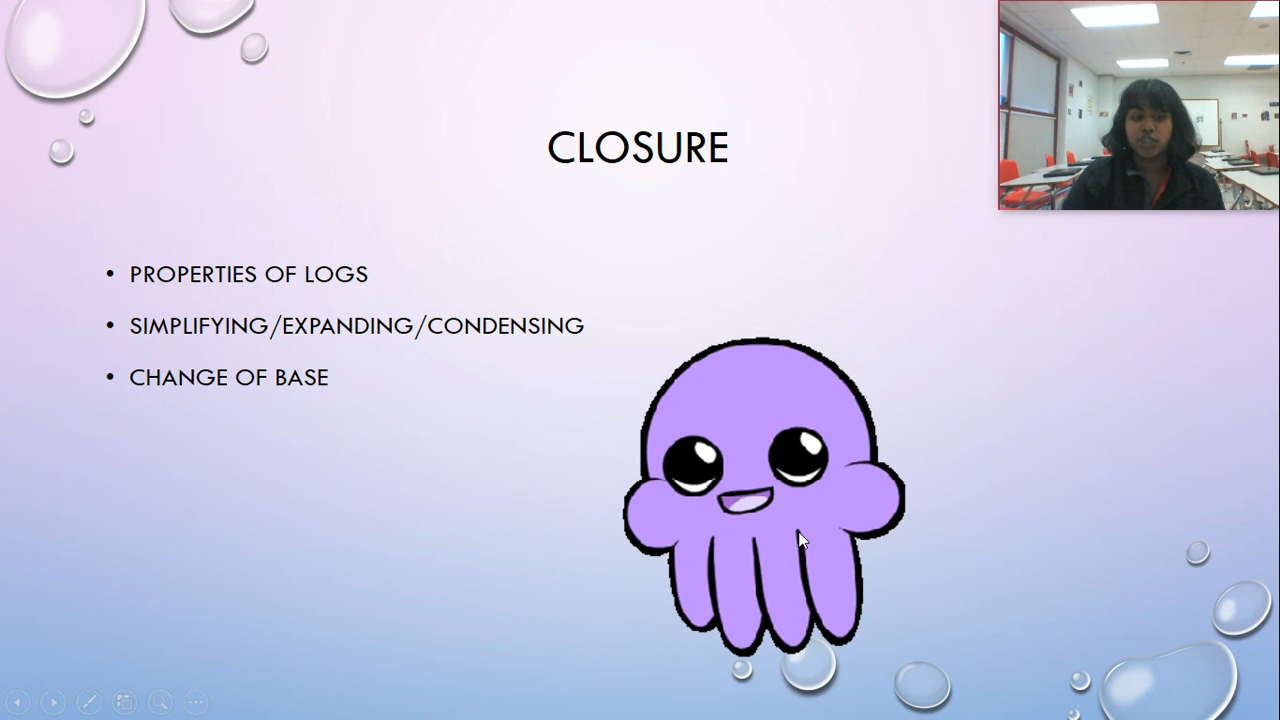 CLOSURE
• PROPERTIES OF LOGS
• SIMPLIFYING/EXPANDING/CONDENSING
• CHANGE OF BASE